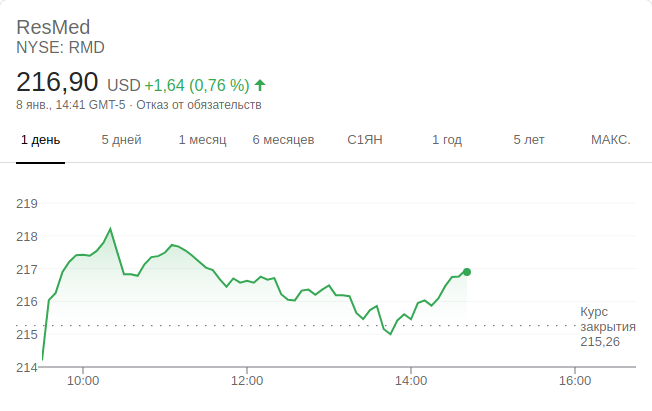 ResMed
NYSE: RMD
216,90 USD +1,64 (0,76 %)
8 янв., 14:41 GMT-5 · Отказ от обязательств
1 день 5 дней 1 месяц 6 месяцев С1ЯН 1 год 5 лет МАКС.
219
218
217
216
215
214
Курс
закрытия
215,26
10:00 12:00 14:00 16:00